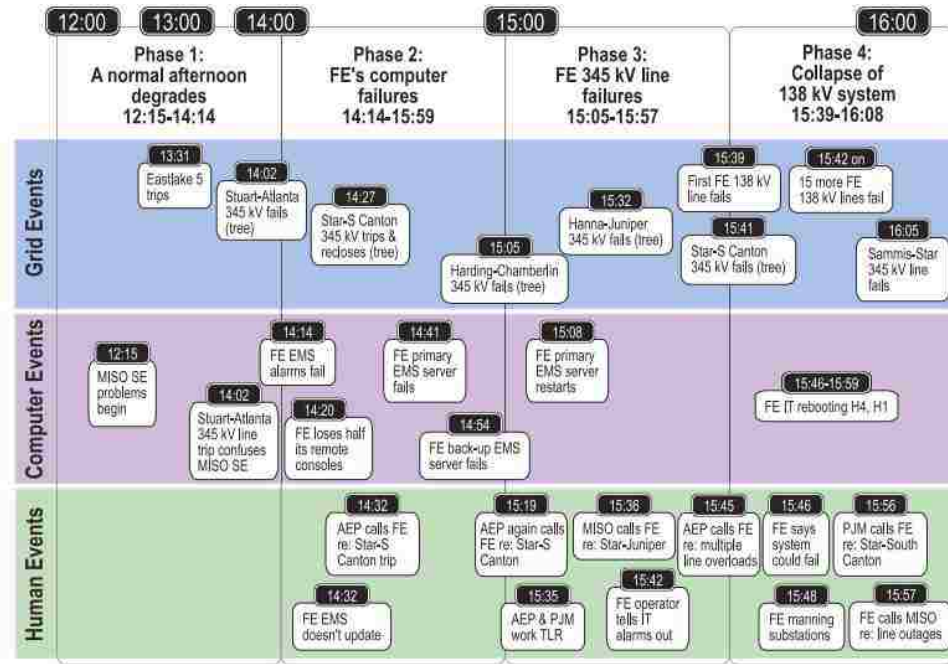 12:00
13:00
14:00
15:00
16:00
Phase 1:
A normal afternoon
degrades
12:15-14:14
Phase 2:
FE's computer
failures
14:14-15:59
Phase 3:
FE 345 kV line
failures
15:05-15:57
Phase 4:
Collapse of
138 kV system
15:39-16:08
Grid Events
13:31
Eastlake 5
trips
14:02
Stuart-Atlanta
345 kV fails
(tree)
14:27
Star-S Canton
345 kV trips &
recloses (tree)
15:05
Harding-Chamberlin
345 kV fails (tree)
15:32
Hanna-Juniper
345 kV fails (tree)
15:39
First FE 138 kV
line fails
15:41
Star-S Canton
345 kV fails (tree)
15:42 on
15 more FE
138 kV lines fail
16:05
Sammis-Star
345 kV line
fails
Computer Events
12:15
MISO SE
problems
begin
14:02
Stuart-Atlanta
345 kV line
trip confuses
MISO SE
14:14
FE EMS
alarms fail
14:20
FE loses half
its remote
consoles
14:41
FE primary
EMS server
fails
14:54
FE back-up EMS
server fails
15:08
FE primary
EMS server
restarts
15:46-15:59
FE IT rebooting H4, H1
Human Events
14:32
AEP calls FE
re: Star-S
Canton trip
14:32
FE EMS
doesn't update
15:19
AEP again calls
FE re: Star-S
Canton
15:35
AEP & PJM
work TLR
15:36
MISO calls FE
re: Star-Juniper
15:42
FE operator
tells IT
alarms out
15:45
AEP calls FE
re: multiple
line overloads
15:46
FE says
system
could fail
15:48
FE manning
substations
15:56
PJM calls FE
re: Star-South
Canton
15:57
FE calls MISO
re: line outages